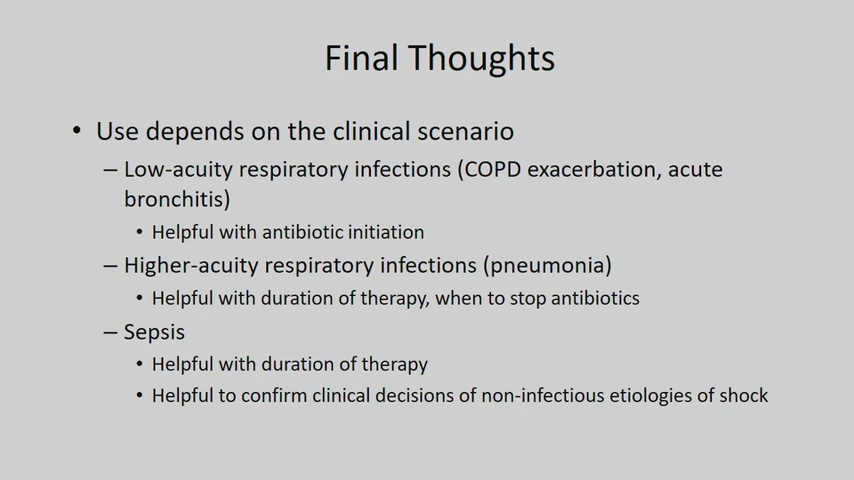 Final Thoughts
• Use depends on the clinical scenario
– Low-acuity respiratory infections (COPD exacerbation, acute
bronchitis)
• Helpful with antibiotic initiation
– Higher-acuity respiratory infections (pneumonia)
• Helpful with duration of therapy, when to stop antibiotics
– Sepsis
• Helpful with duration of therapy
• Helpful to confirm clinical decisions of non-infectious etiologies of shock